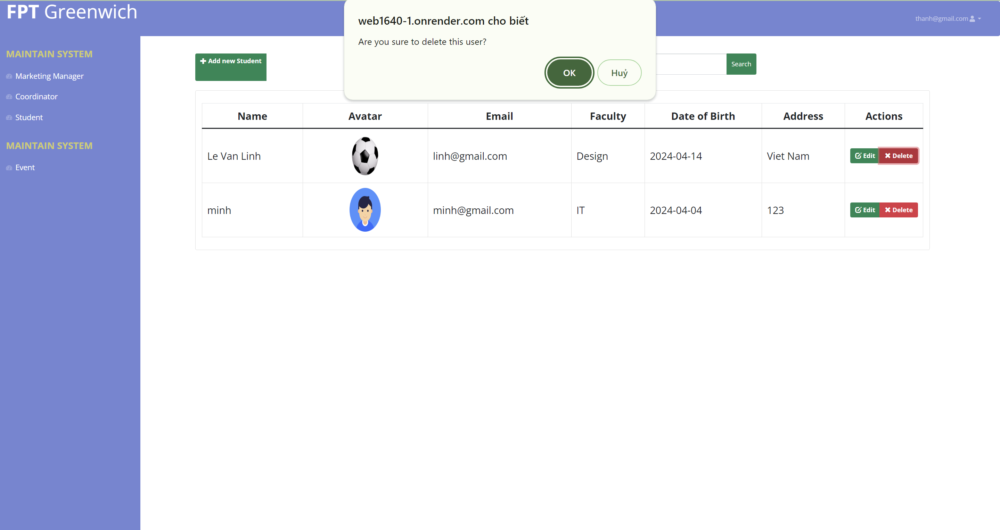 FPT Greenwich
web1640-1.onrender.com cho biết
Are you sure to delete this user?
OK
Huỷ
thanh@gmail.com
MAINTAIN SYSTEM
Marketing Manager
Coordinator
Student
MAINTAIN SYSTEM
Event
Add new Student
Search
Name Avatar Email Faculty Date of Birth Address Actions
Le Van Linh linh@gmail.com Design 2024-04-14 Viet Nam Edit Delete
minh minh@gmail.com IT 2024-04-04 123 Edit Delete